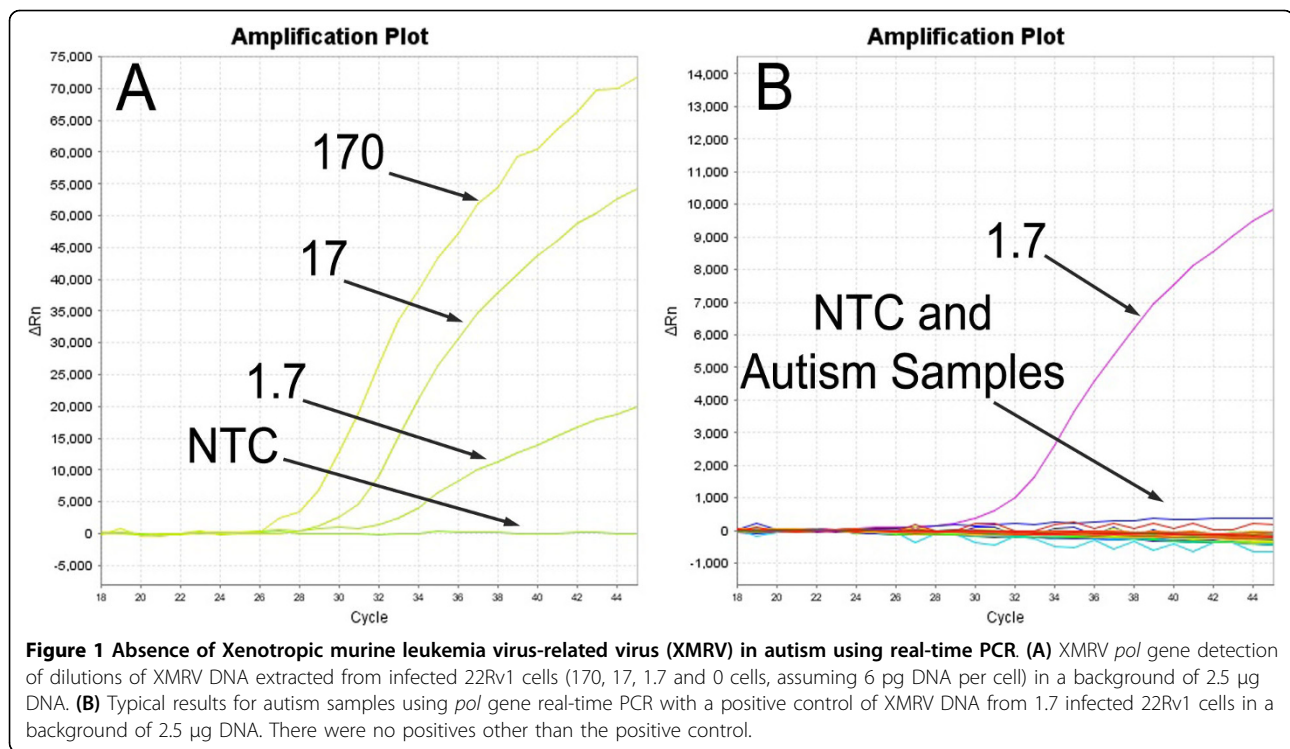 Amplification Plot
A
75,000
70,000
65,000
60,000
55,000
50,000
45,000
40,000
35,000
30,000
25,000
20,000
15,000
10,000
5,000
0
-5,000
ΔRn
170
17
1.7
NTC
18 20 22 24 26 28 30 32 34 36 38 40 42 44
Cycle
Amplification Plot
B
14,000
13,000
12,000
11,000
10,000
9,000
8,000
7,000
6,000
5,000
4,000
3,000
2,000
1,000
0
-1,000
ΔRn
1.7
NTC and
Autism Samples
18 20 22 24 26 28 30 32 34 36 38 40 42 44
Cycle
Figure 1 Absence of Xenotropic murine leukemia virus-related virus (XMRV) in autism using real-time PCR. (A) XMRV pol gene detection
of dilutions of XMRV DNA extracted from infected 22Rv1 cells (170, 17, 1.7 and 0 cells, assuming 6 pg DNA per cell) in a background of 2.5 μg
DNA. (B) Typical results for autism samples using pol gene real-time PCR with a positive control of XMRV DNA from 1.7 infected 22Rv1 cells in a
background of 2.5 μg DNA. There were no positives other than the positive control.